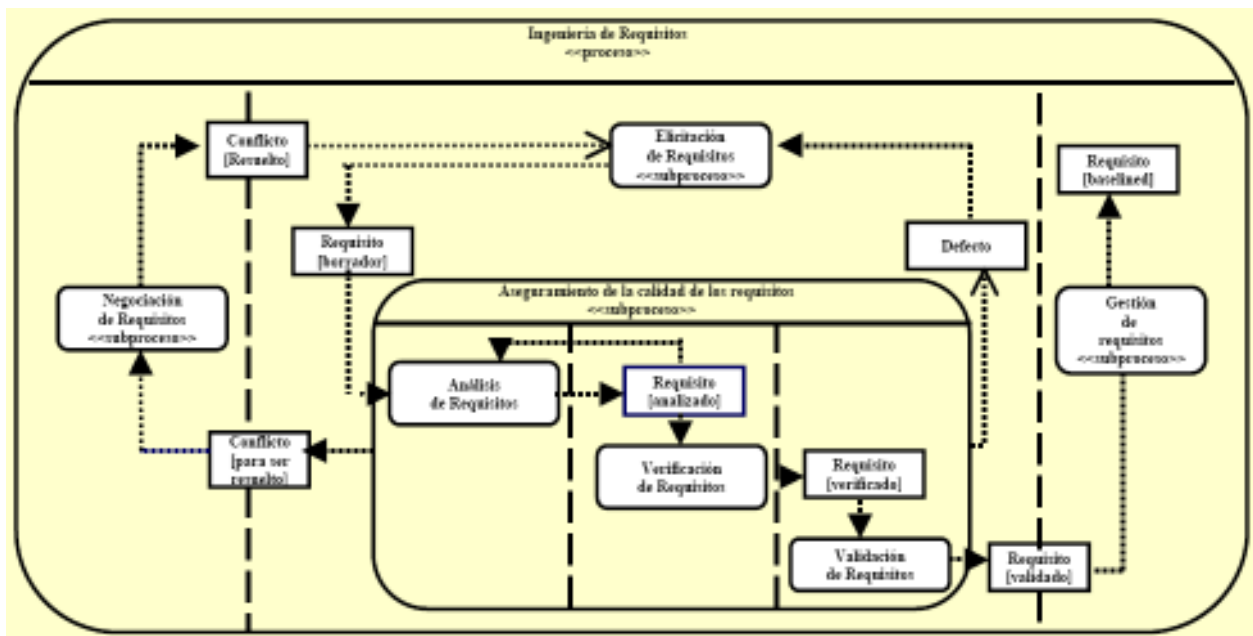 Ingeniería de Requisitos
<<proceso>>
Conflicto
[Resuelto]
Elicitación
de Requisitos
<<subproceso>>
Requisito
[baselined]
Requisito
[borrador]
Defecto
Negociación
de Requisitos
<<subproceso>>
Aseguramiento de la calidad de los requisitos
<<subproceso>>
Gestión
de
requisitos
<<subproceso>>
Análisis
de Requisitos
Requisito
[analizado]
Conflicto
[para ser
resuelto]
Verificación
de Requisitos
Requisito
[verificado]
Validación
de Requisitos
Requisito
[validado]